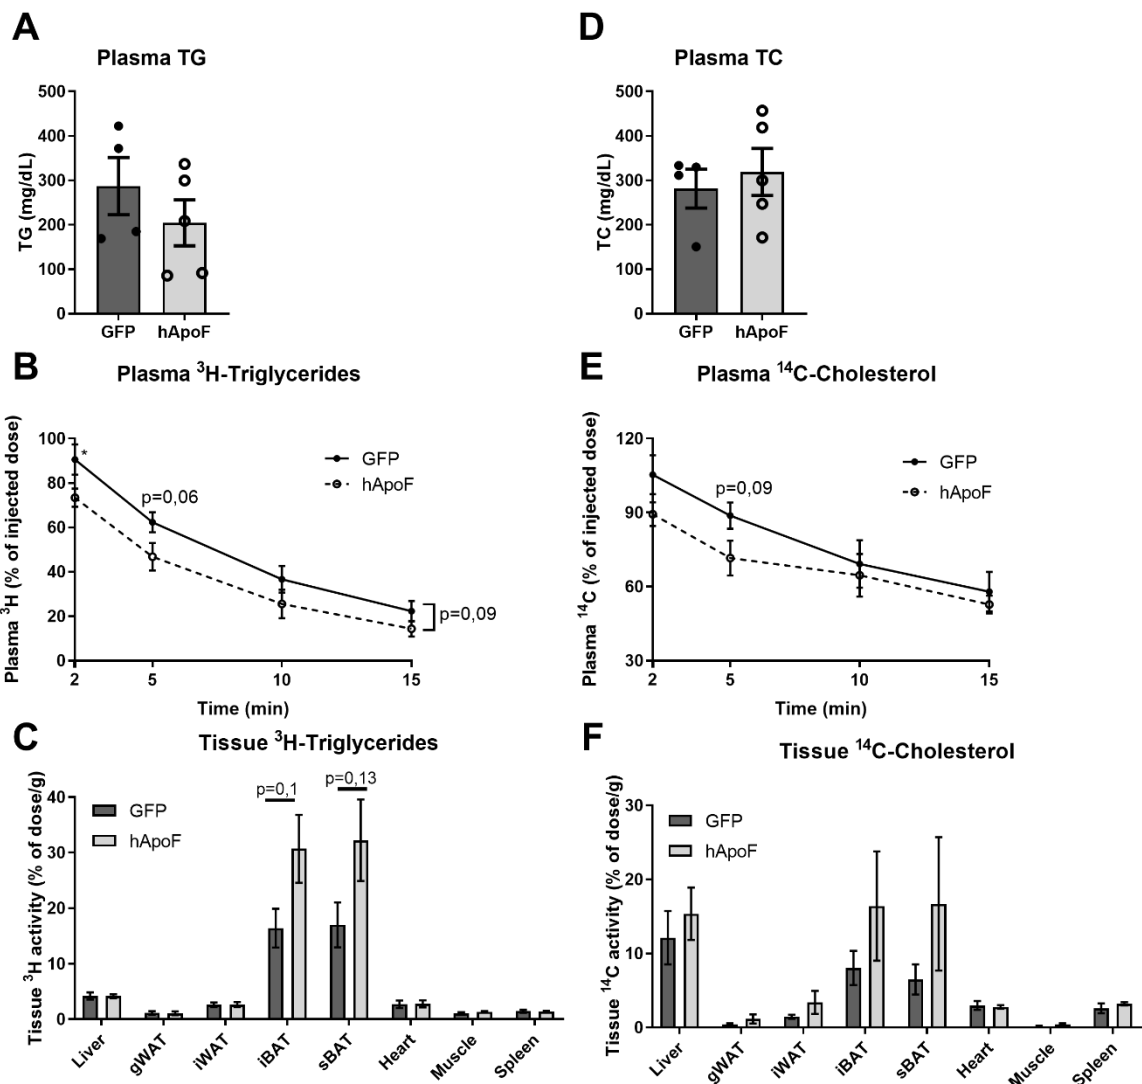 A
Plasma TG
TG (mg/dL)
500
400
300
200
100
0
GFP
hApoF
D
Plasma TC
TC (mg/dL)
500
400
300
200
100
0
GFP
hApoF
B
Plasma ³H-Triglycerides
Plasma ³H (% of injected dose)
100
80
60
40
20
0
*
p=0,06
GFP
hApoF
p=0,09
2
5
10
15
Time (min)
E
Plasma ¹⁴C-Cholesterol
Plasma ¹⁴C (% of injected dose)
120
90
60
30
p=0,09
GFP
hApoF
2
5
10
15
Time (min)
C
Tissue ³H-Triglycerides
Tissue ³H activity (% of dose/g)
40
30
20
10
0
GFP
hApoF
p=0,1
p=0,13
Liver
gWAT
iWAT
iBAT
sBAT
Heart
Muscle
Spleen
F
Tissue ¹⁴C-Cholesterol
Tissue ¹⁴C activity (% of dose/g)
30
20
10
0
GFP
hApoF
Liver
gWAT
iWAT
iBAT
sBAT
Heart
Muscle
Spleen